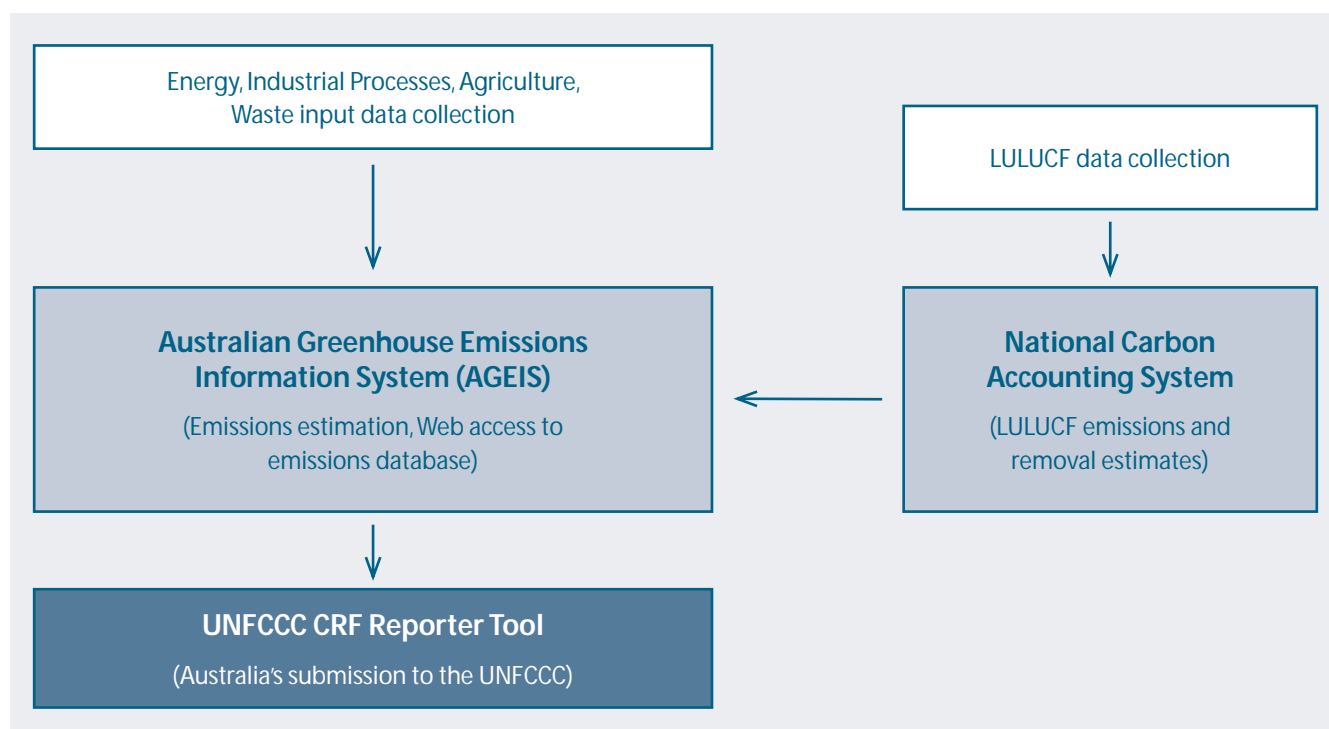 Energy, Industrial Processes, Agriculture,
Waste input data collection
LULUCF data collection
Australian Greenhouse Emissions
Information System (AGEIS)
(Emissions estimation, Web access to
emissions database)
National Carbon
Accounting System
(LULUCF emissions and
removal estimates)
UNFCCC CRF Reporter Tool
(Australia's submission to the UNFCCC)